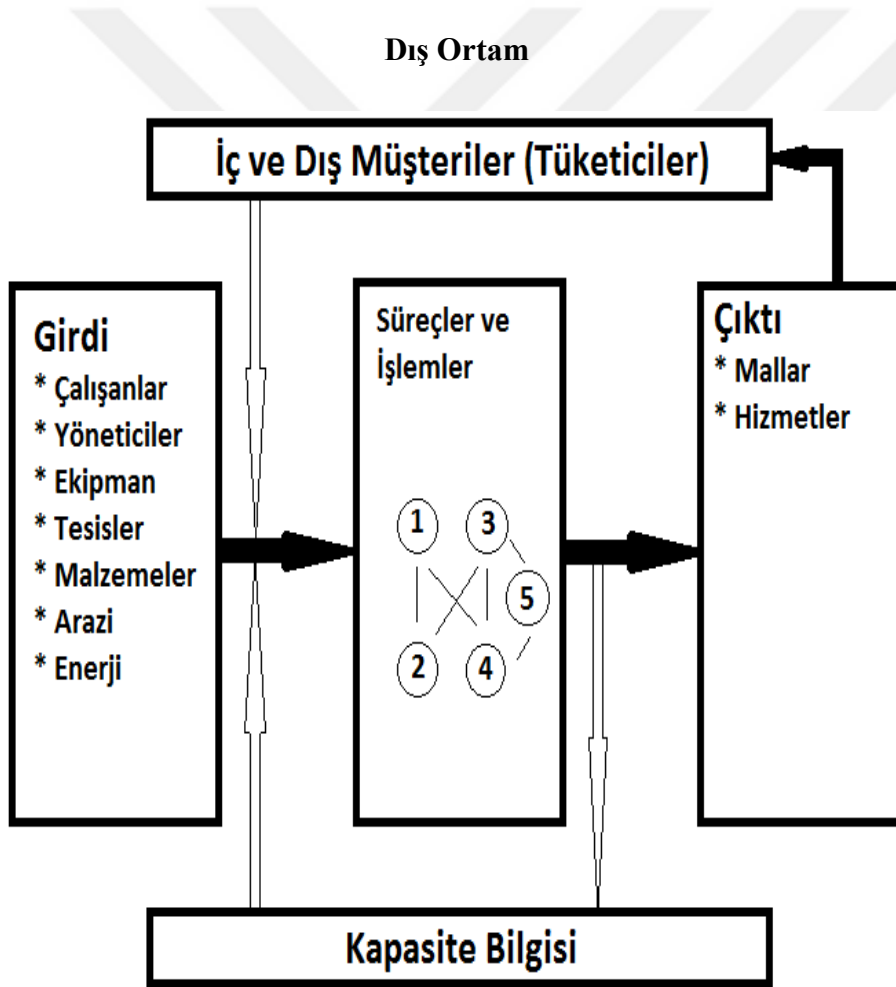 Dış Ortam
İç ve Dış Müşteriler (Tüketiciler)
Girdi
* Çalışanlar
* Yöneticiler
* Ekipman
* Tesisler
* Malzemeler
* Arazi
* Enerji
Süreçler ve
İşlemler
1
3
5
2
4
Çıktı
* Mallar
* Hizmetler
Kapasite Bilgisi